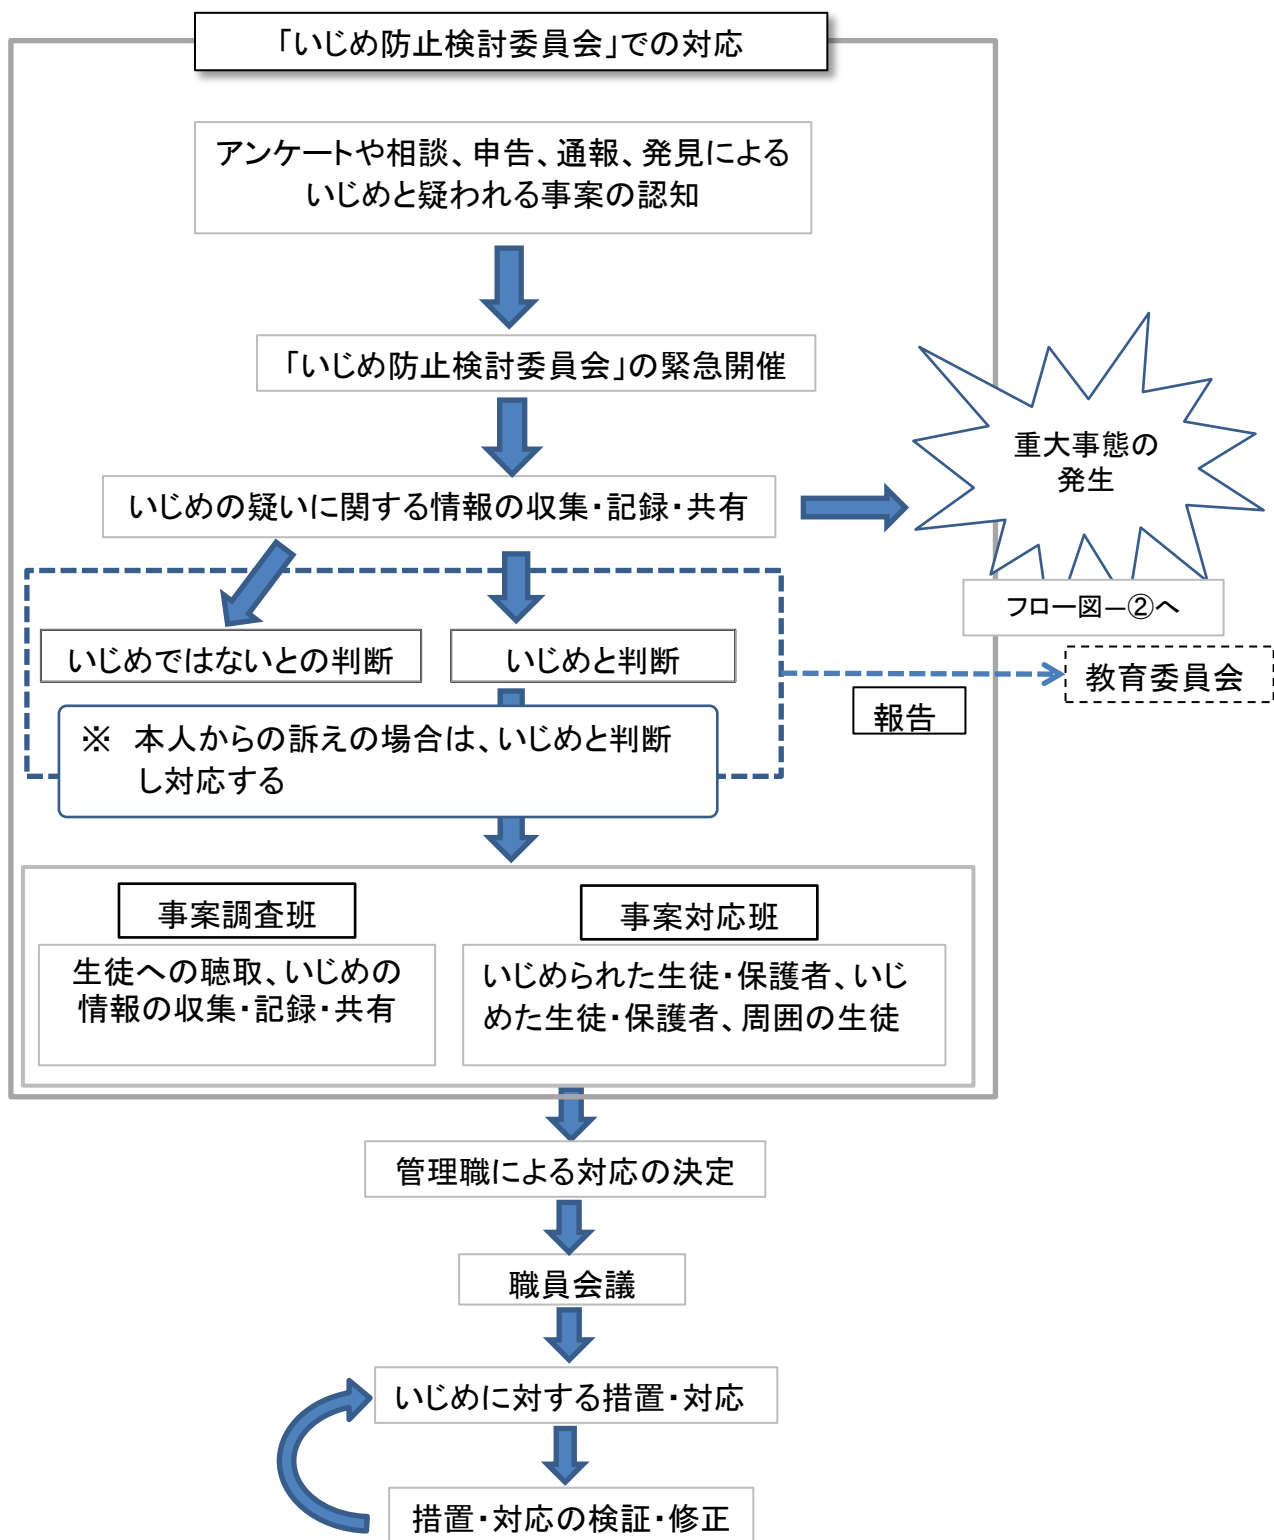 「いじめ防止検討委員会」での対応
アンケートや相談、申告、通報、発見による
いじめと疑われる事案の認知
「いじめ防止検討委員会」の緊急開催
重大事態の
発生
いじめの疑いに関する情報の収集・記録・共有
フロー図―②へ
いじめではないとの判断
いじめと判断
教育委員会
報告
※ 本人からの訴えの場合は、いじめと判断
し対応する
事案調査班
生徒への聴取、いじめの
情報の収集・記録・共有
事案対応班
いじめられた生徒・保護者、いじ
めた生徒・保護者、周囲の生徒
管理職による対応の決定
職員会議
いじめに対する措置・対応
措置・対応の検証・修正